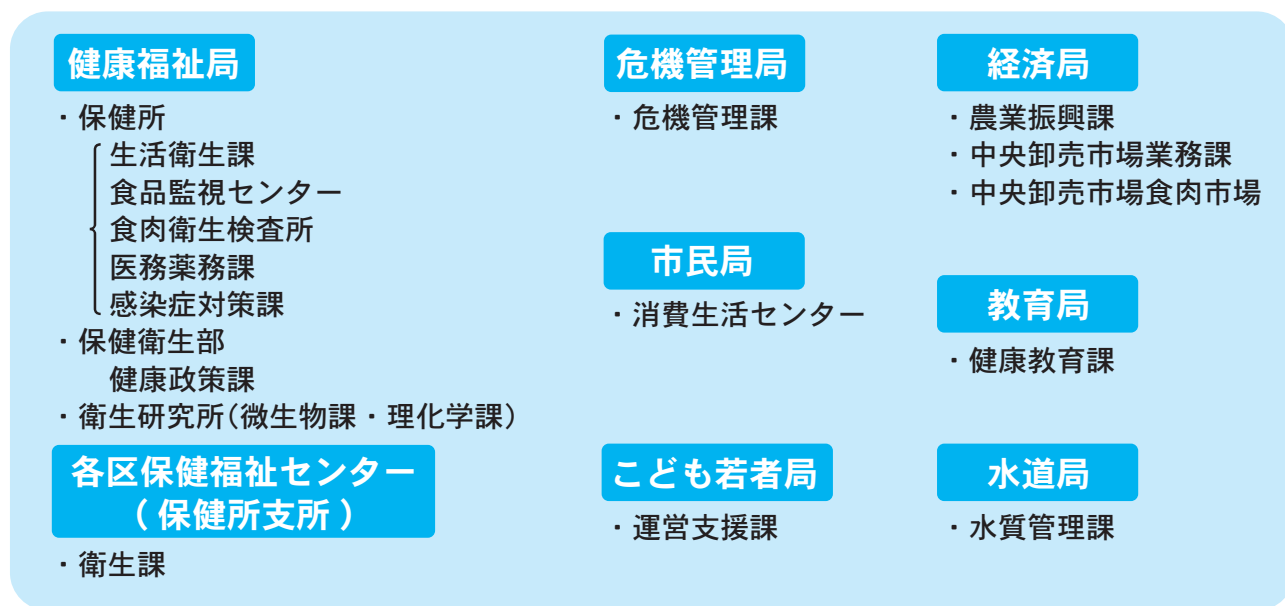 健康福祉局
・保健所
生活衛生課
食品監視センター
食肉衛生検査所
医務薬務課
感染症対策課
・保健衛生部
健康政策課
・衛生研究所(微生物課・理化学課)
各区保健福祉センター
(保健所支所)
・衛生課
危機管理局
・危機管理課
市民局
・消費生活センター
こども若者局
・運営支援課
経済局
・農業振興課
・中央卸売市場業務課
・中央卸売市場食肉市場
教育局
・健康教育課
水道局
・水質管理課